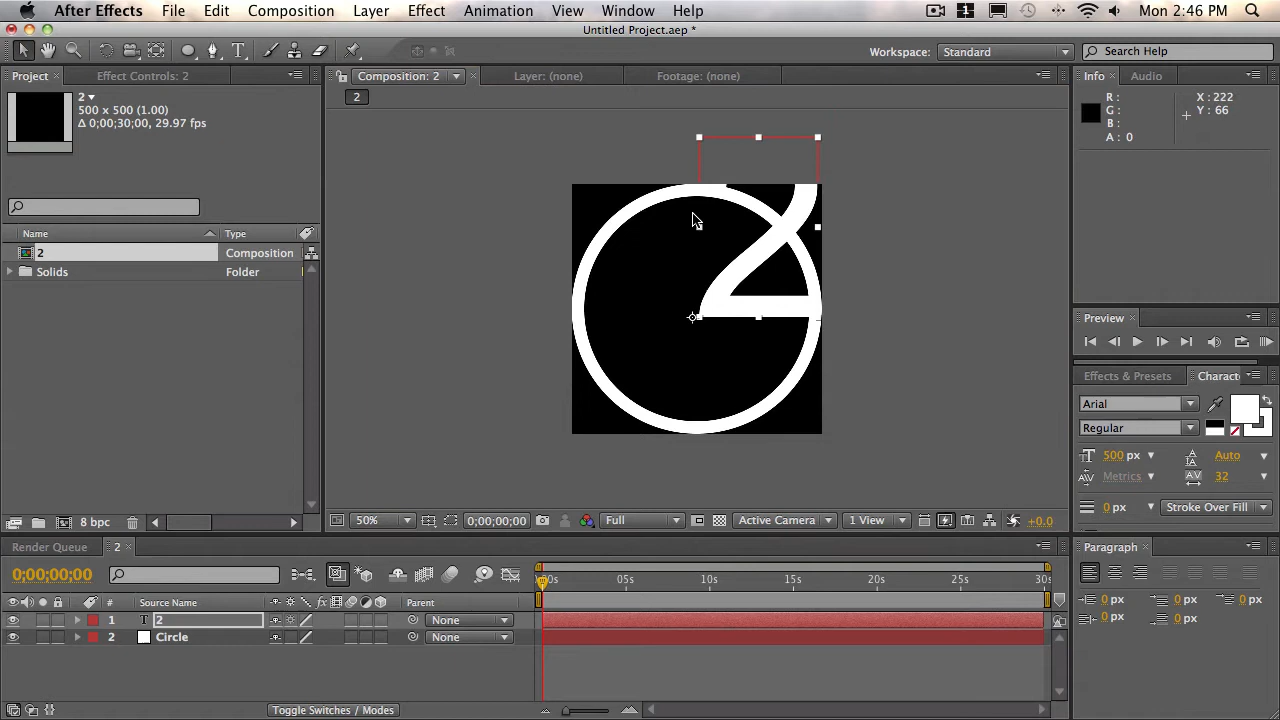 After Effects File Edit Composition Layer Effect Animation View Window Help 1 Mon 2:46 PM
Untitled Project.aep *
T Workspace: Standard Search Help
Project Effect Controls: 2 Composition: 2 Layer: (none) Footage: (none) Info Audio
2
500 x 500 (1.00)
Δ 0;00;30;00, 29.97 fps
2
R : X : 222
G : Y : 66
B :
A : 0
Name Type
2 Composition
Solids Folder
2
Preview
Effects & Presets Charact
Arial
Regular
500 px Auto
Metrics 32
0 px Stroke Over Fill
8 bpc 50% 0;00;00;00 Full Active Camera 1 View +0.0
Render Queue 2 Paragraph
0;00;00;00
05s 10s 15s 20s 25s 30s
# Source Name fx Parent
1 T 2 None
2 Circle None
0 px 0 px 0 px
0 px 0 px
Toggle Switches / Modes